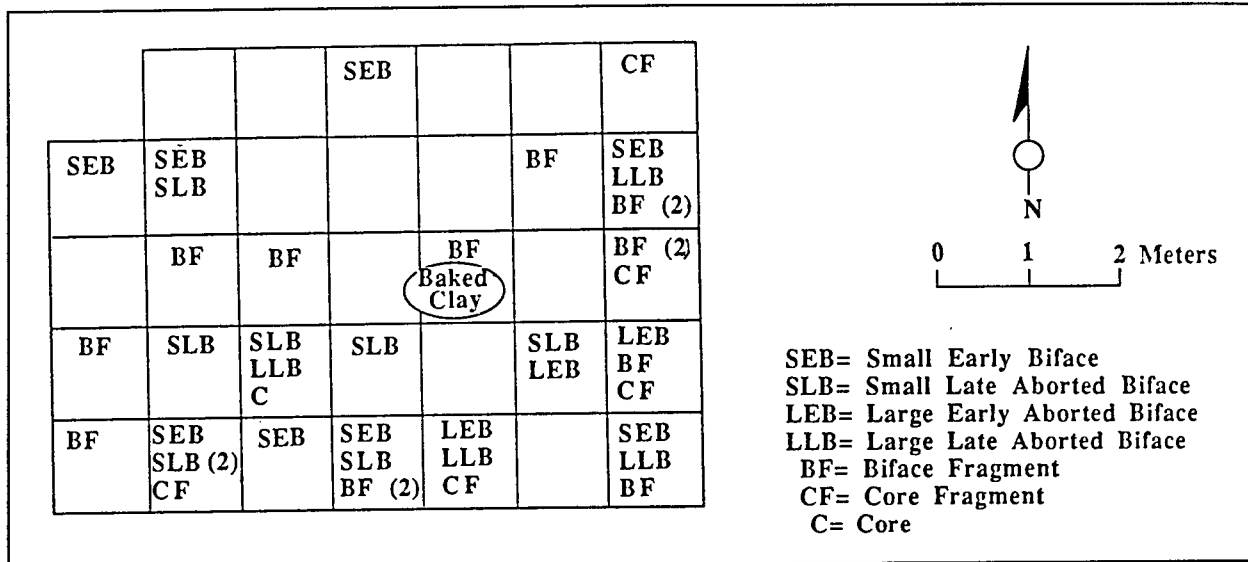 SEB CF
SEB SEB BF SEB
SLB LLB
BF (2)
BF BF BF BF (2)
Baked CF
Clay
BF SLB SLB SLB SLB LEB
LLB LEB BF
C CF
BF SEB SEB SEB LEB SEB
SLB (2) SLB LLB LLB
CF BF (2) CF BF
N
0 1 2 Meters
SEB= Small Early Biface
SLB= Small Late Aborted Biface
LEB= Large Early Aborted Biface
LLB= Large Late Aborted Biface
BF= Biface Fragment
CF= Core Fragment
C= Core